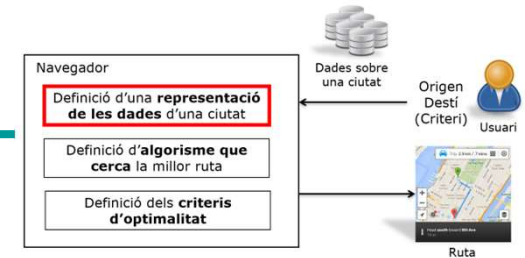 Navegador
Definició d'una representació
de les dades d'una ciutat
Definició d'algorisme que
cerca la millor ruta
Definició dels criteris
d'optimalitat
Dades sobre
una ciutat
Origen
Destí
(Criteri)
Usuari
Ruta